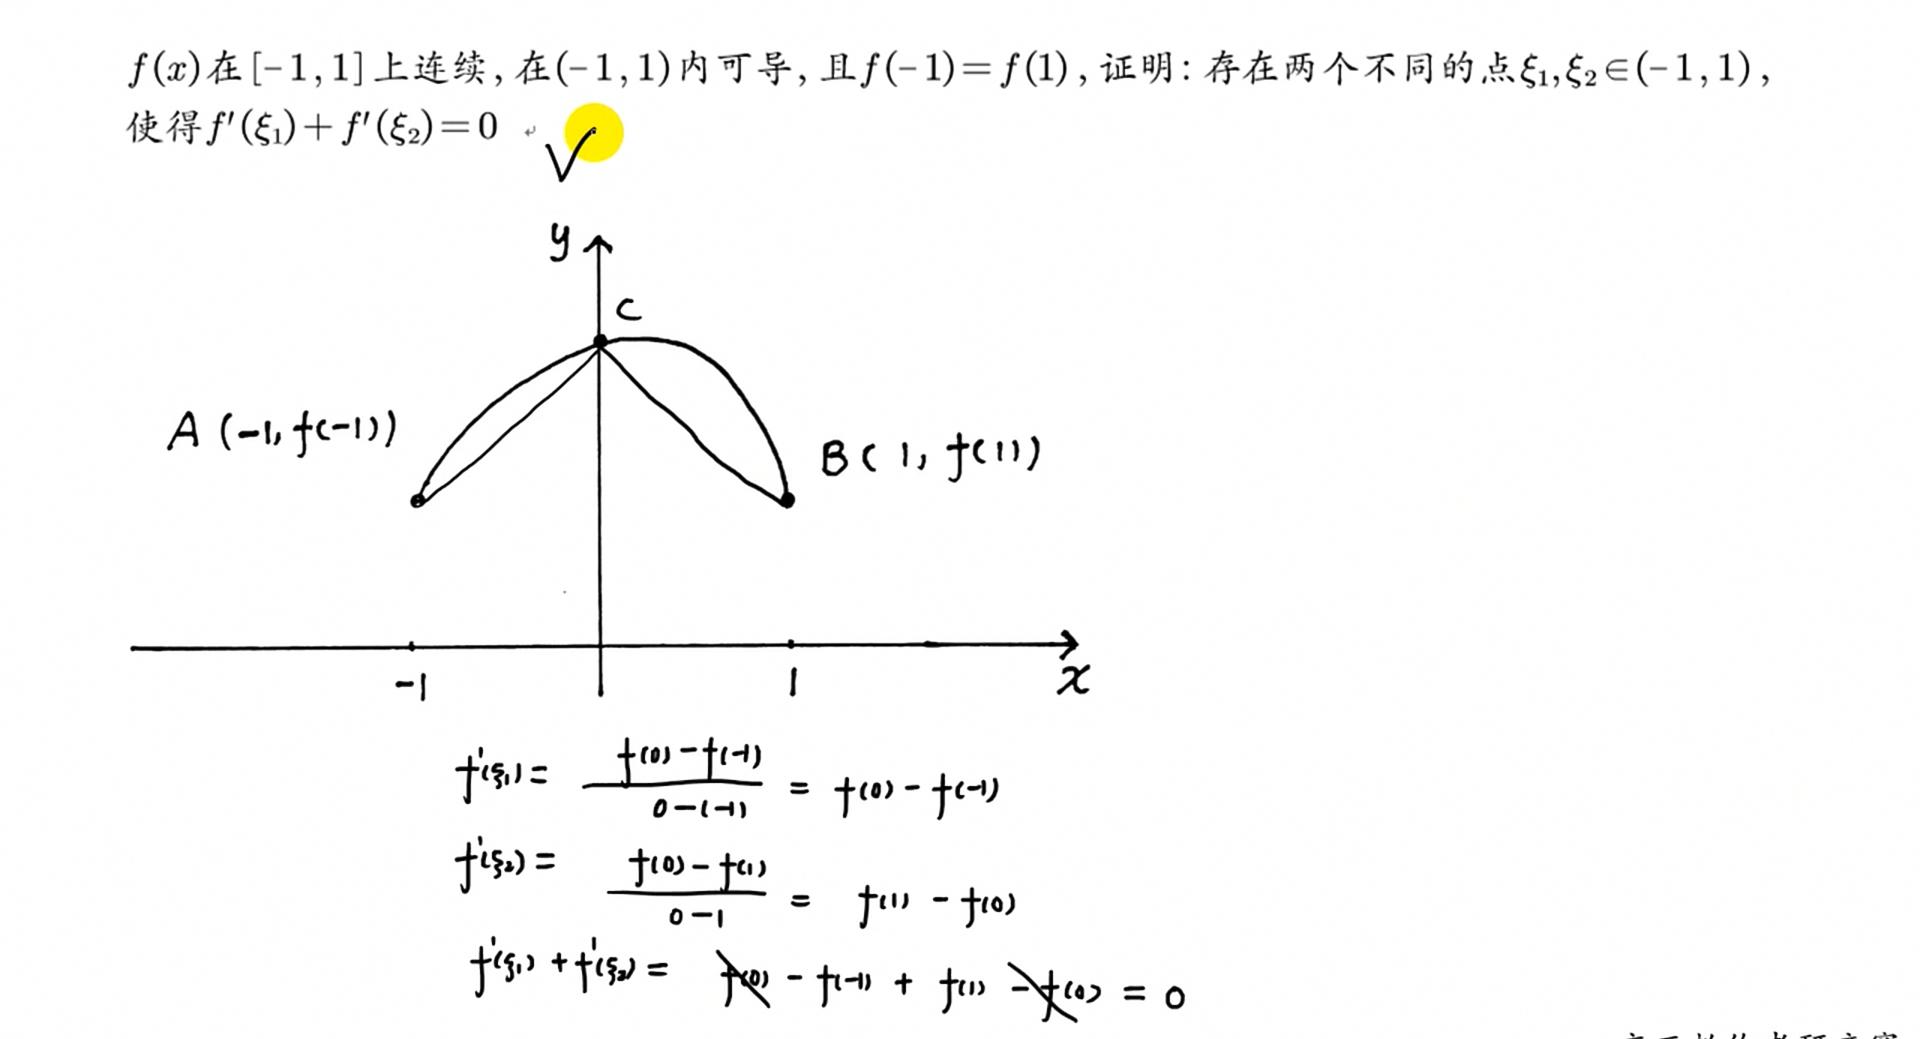 f(x)在[-1,1]上连续,在(-1,1)内可导,且f(-1)=f(1),证明:存在两个不同的点ξ₁,ξ₂∈(-1,1),
使得f′(ξ₁)+f′(ξ₂)=0
y
C
A(-1, f(-1))
B(1, f(1))
-1 1 x
f'(ξ₁) = (f(0)-f(-1))/(0-(-1)) = f(0) - f(-1)
f'(ξ₂) = (f(0)-f(1))/(0-1) = f(1) - f(0)
f'(ξ₁) + f'(ξ₂) = f(0) - f(-1) + f(1) - f(0) = 0